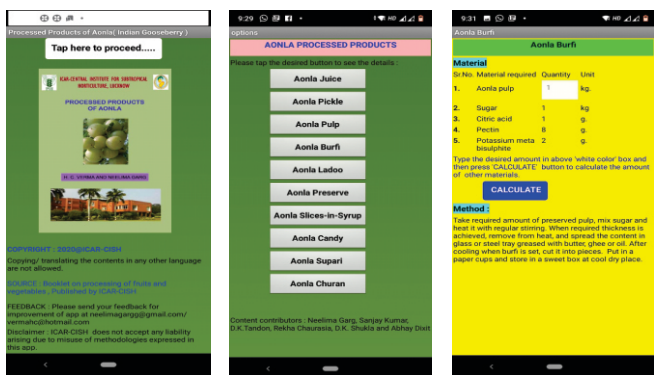 Processed Products of Aonla( Indian Gooseberry )
Tap here to proceed.....
ICAR-CENTRAL INSTITUTE FOR SUBTROPICAL
HORTICULTURE, LUCKNOW
PROCESSED PRODUCTS
OF AONLA
H. C. VERMA AND NEELIMA GARG
COPYRIGHT : 2020@ICAR-CISH
Copying/ translating the contents in any other language
are not allowed.
SOURCE : Booklet on processing of fruits and
vegetables , Published by ICAR-CISH
FEEDBACK : Please send your feedback for
improvement of app at neelimagargg@gmail.com/
vermahc@hotmail.com
Disclaimer : ICAR-CISH does not accept any liability
arising due to misuse of methodologies expressed in
this app.
9:29
HD
options
AONLA PROCESSED PRODUCTS
Please tap the desired button to see the details :
Aonla Juice
Aonla Pickle
Aonla Pulp
Aonla Burfi
Aonla Ladoo
Aonla Preserve
Aonla Slices-in-Syrup
Aonla Candy
Aonla Supari
Aonla Churan
Content contributors : Neelima Garg, Sanjay Kumar,
D.K.Tandon, Rekha Chaurasia, D.K. Shukla and Abhay Dixit
9:31
HD
Aonla Burfi
Aonla Burfi
Material
Sr.No. Material required Quantity Unit
1. Aonla pulp 1 kg.
2. Sugar 1 kg
3. Citric acid 1 g.
4. Pectin 8 g.
5. Potassium meta 2 g.
bisulphite
Type the desired amount in above 'white color' box and
then press 'CALCULATE' button to calculate the amount
of other materials.
CALCULATE
Method :
Take required amount of preserved pulp, mix sugar and
heat it with regular stirring. When required thickness is
achieved, remove from heat, and spread the content in
glass or steel tray greased with butter, ghee or oil. After
cooling when burfi is set, cut it into pieces. Put in a
paper cups and store in a sweet box at cool dry place.